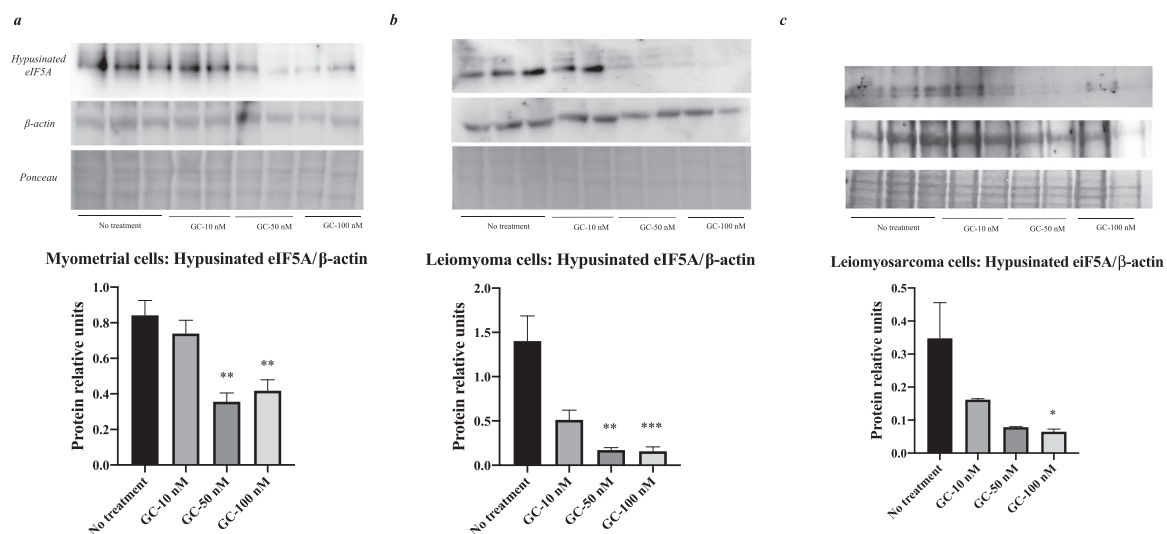 a
b
c
Hypusinated
eIF5A
β-actin
Ponceau
No treatment
GC-10 nM
GC-50 nM
GC-100 nM
No treatment
GC-10 nM
GC-50 nM
GC-100 nM
No treatment
GC-10 nM
GC-50 nM
GC-100 nM
Myometrial cells: Hypusinated eIF5A/β-actin
Protein relative units
1.0
0.8
0.6
0.4
0.2
0.0
**
**
No treatment
GC-10 nM
GC-50 nM
GC-100 nM
Leiomyoma cells: Hypusinated eIF5A/β-actin
Protein relative units
2.0
1.5
1.0
0.5
0.0
**
***
No treatment
GC-10 nM
GC-50 nM
GC-100 nM
Leiomyosarcoma cells: Hypusinated eiF5A/β-actin
Protein relative units
0.5
0.4
0.3
0.2
0.1
0.0
*
No treatment
GC-10 nM
GC-50 nM
GC-100 nM